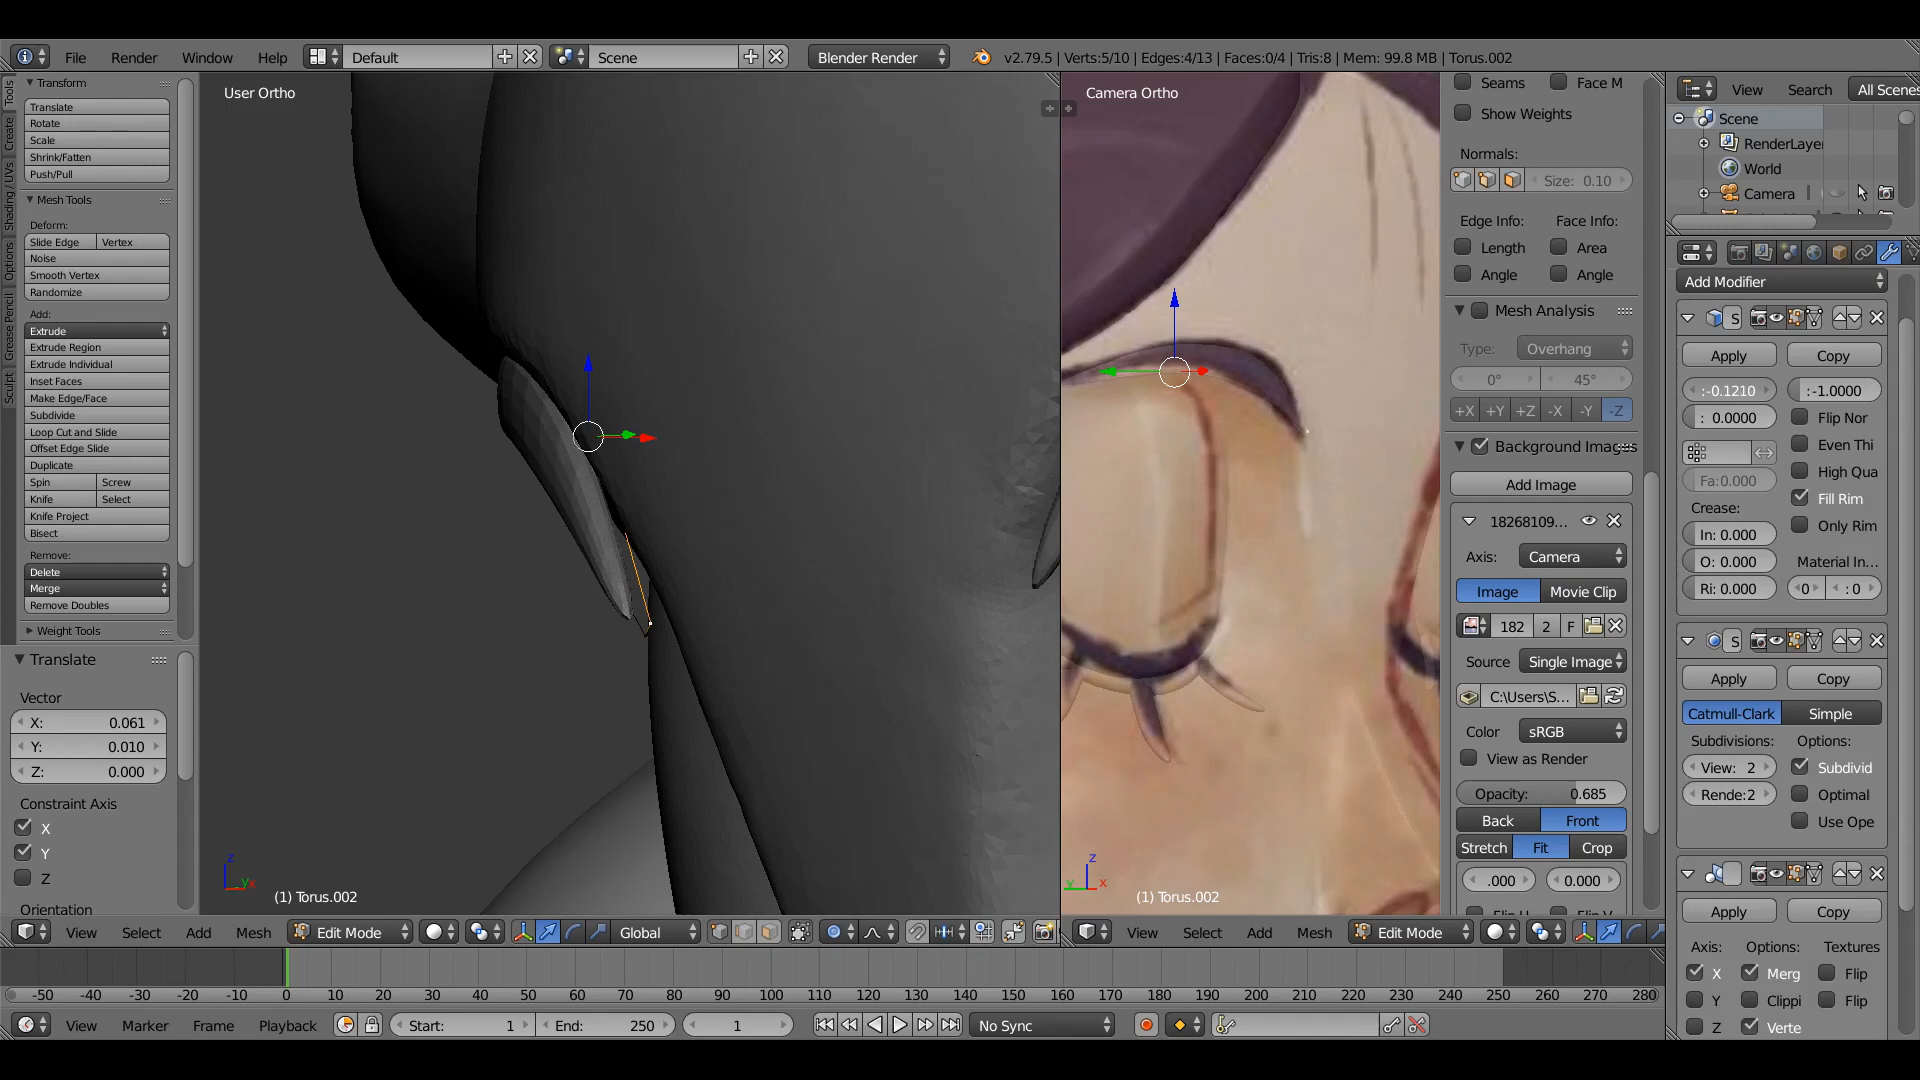 File Render Window Help Default Scene Blender Render v2.79.5 | Verts:5/10 | Edges:4/13 | Faces:0/4 | Tris:8 | Mem: 99.8 MB | Torus.002
Tools
Create
Shading / UVs
Options
Grease Pencil
Sculpt
Transform
Translate
Rotate
Scale
Shrink/Fatten
Push/Pull
Mesh Tools
Deform:
Slide Edge Vertex
Noise
Smooth Vertex
Randomize
Add:
Extrude
Extrude Region
Extrude Individual
Inset Faces
Make Edge/Face
Subdivide
Loop Cut and Slide
Offset Edge Slide
Duplicate
Spin Screw
Knife Select
Knife Project
Bisect
Remove:
Delete
Merge
Remove Doubles
Weight Tools
Translate
Vector
X: 0.061
Y: 0.010
Z: 0.000
Constraint Axis
X
Y
Z
Orientation
User Ortho
(1) Torus.002
Camera Ortho
(1) Torus.002
Seams Face M
Show Weights
Normals:
Size: 0.10
Edge Info: Face Info:
Length Area
Angle Angle
Mesh Analysis
Type: Overhang
0° 45°
+X +Y +Z -X -Y -Z
Background Images
Add Image
18268109...
Axis: Camera
Image Movie Clip
182 2 F
Source Single Image
C:\Users\S...
Color sRGB
View as Render
Opacity: 0.685
Back Front
Stretch Fit Crop
.000 0.000
View Search All Scenes
Scene
RenderLayer
World
Camera
Add Modifier
S
Apply Copy
:-0.1210 :-1.0000
: 0.0000 Flip Nor
Even Thi
High Qua
Fa:0.000
Fill Rim
Crease:
Only Rim
In: 0.000
O: 0.000 Material In...
Ri: 0.000 0 : 0
S
Apply Copy
Catmull-Clark Simple
Subdivisions: Options:
View: 2 Subdivid
Rende:2 Optimal
Use Ope
Apply Copy
Axis: Options: Textures
X Merg Flip
Y Clippi Flip
Z Verte
View Select Add Mesh Edit Mode Global
View Select Add Mesh Edit Mode
-50 -40 -30 -20 -10 0 10 20 30 40 50 60 70 80 90 100 110 120 130 140 150 160 170 180 190 200 210 220 230 240 250 260 270 280
View Marker Frame Playback Start: 1 End: 250 1 No Sync
x
y
z
x
y
z